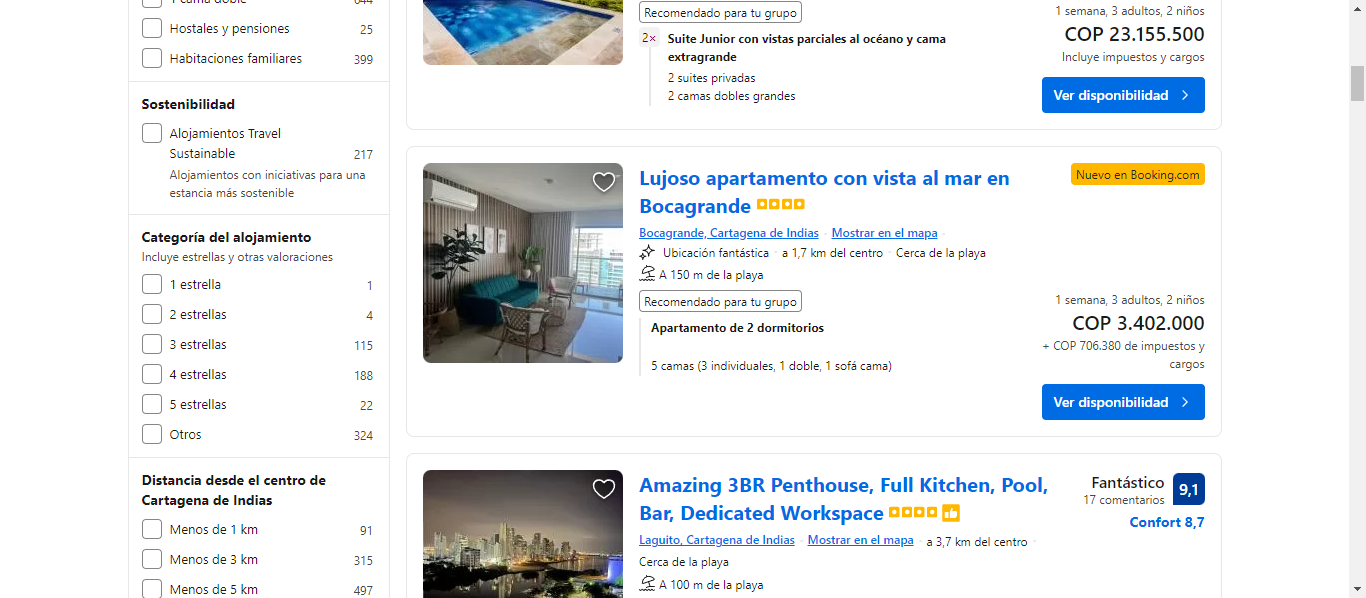 1 cama doble 644
Hostales y pensiones 25
Habitaciones familiares 399
Sostenibilidad
Alojamientos Travel
Sustainable 217
Alojamientos con iniciativas para una
estancia más sostenible
Categoría del alojamiento
Incluye estrellas y otras valoraciones
1 estrella 1
2 estrellas 4
3 estrellas 115
4 estrellas 188
5 estrellas 22
Otros 324
Distancia desde el centro de
Cartagena de Indias
Menos de 1 km 91
Menos de 3 km 315
Menos de 5 km 497
Recomendado para tu grupo
2× Suite Junior con vistas parciales al océano y cama
extragrande
2 suites privadas
2 camas dobles grandes
1 semana, 3 adultos, 2 niños
COP 23.155.500
Incluye impuestos y cargos
Ver disponibilidad
Lujoso apartamento con vista al mar en
Bocagrande
Nuevo en Booking.com
Bocagrande, Cartagena de Indias · Mostrar en el mapa ·
Ubicación fantástica · a 1,7 km del centro · Cerca de la playa
A 150 m de la playa
Recomendado para tu grupo
Apartamento de 2 dormitorios
5 camas (3 individuales, 1 doble, 1 sofá cama)
1 semana, 3 adultos, 2 niños
COP 3.402.000
+ COP 706.380 de impuestos y
cargos
Ver disponibilidad
Amazing 3BR Penthouse, Full Kitchen, Pool,
Bar, Dedicated Workspace
Laguito, Cartagena de Indias · Mostrar en el mapa · a 3,7 km del centro ·
Cerca de la playa
A 100 m de la playa
Fantástico 9,1
17 comentarios
Confort 8,7